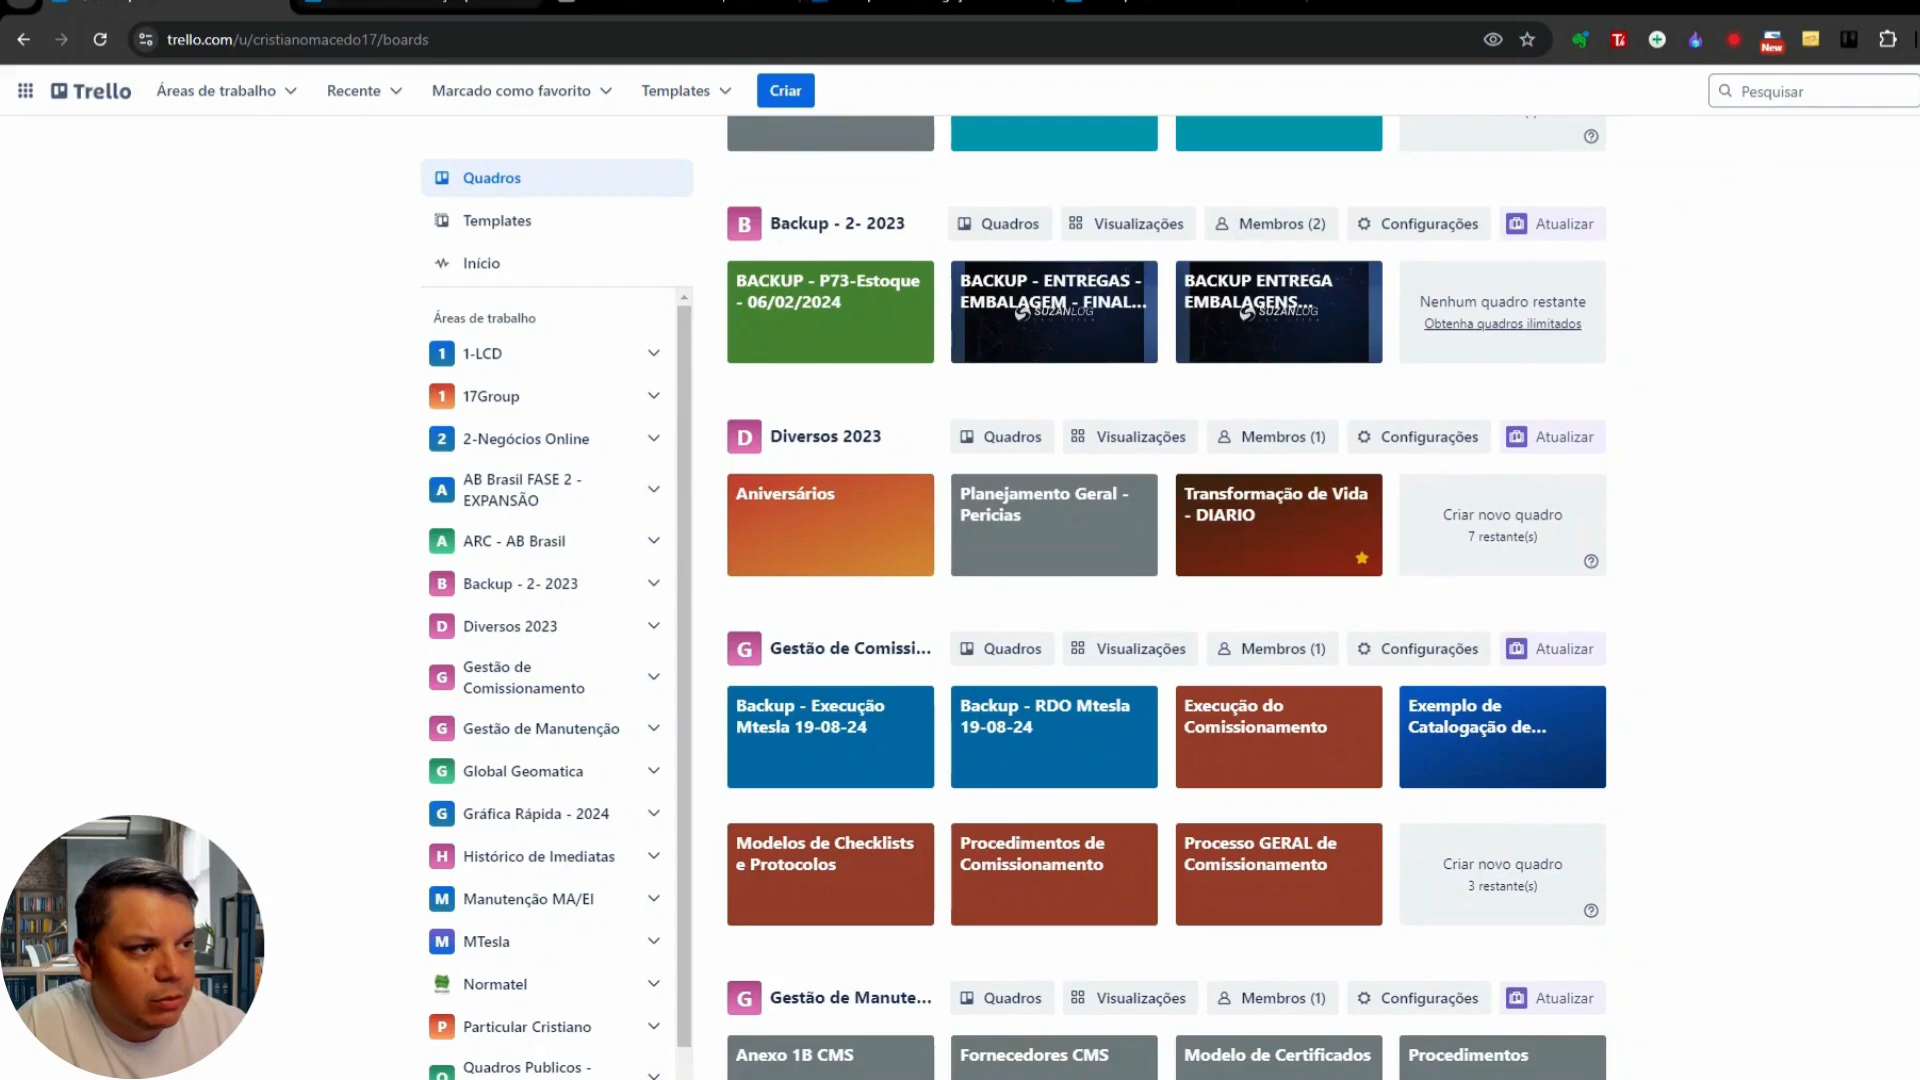 trello.com/u/cristianomacedo17/boards
New
Trello
Áreas de trabalho
Recente
Marcado como favorito
Templates
Criar
Pesquisar
Quadros
Templates
Início
Áreas de trabalho
1 1-LCD
1 17Group
2 2-Negócios Online
A AB Brasil FASE 2 -
EXPANSÃO
A ARC - AB Brasil
B Backup - 2- 2023
D Diversos 2023
G Gestão de
Comissionamento
G Gestão de Manutenção
G Global Geomatica
G Gráfica Rápida - 2024
H Histórico de Imediatas
M Manutenção MA/EI
M MTesla
Normatel
P Particular Cristiano
Q Quadros Publicos -
B Backup - 2- 2023
Quadros
Visualizações
Membros (2)
Configurações
Atualizar
BACKUP - P73-Estoque
- 06/02/2024
BACKUP - ENTREGAS -
EMBALAGEM - FINAL...
SUZANLOG
BACKUP ENTREGA
EMBALAGENS...
SUZANLOG
Nenhum quadro restante
Obtenha quadros ilimitados
D Diversos 2023
Quadros
Visualizações
Membros (1)
Configurações
Atualizar
Aniversários
Planejamento Geral -
Pericias
Transformação de Vida
- DIARIO
Criar novo quadro
7 restante(s)
G Gestão de Comissi...
Quadros
Visualizações
Membros (1)
Configurações
Atualizar
Backup - Execução
Mtesla 19-08-24
Backup - RDO Mtesla
19-08-24
Execução do
Comissionamento
Exemplo de
Catalogação de...
Modelos de Checklists
e Protocolos
Procedimentos de
Comissionamento
Processo GERAL de
Comissionamento
Criar novo quadro
3 restante(s)
G Gestão de Manute...
Quadros
Visualizações
Membros (1)
Configurações
Atualizar
Anexo 1B CMS
Fornecedores CMS
Modelo de Certificados
Procedimentos